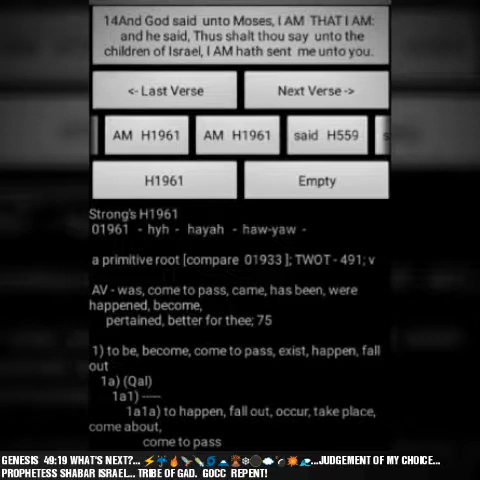 14And God said unto Moses, I AM THAT I AM:
and he said, Thus shalt thou say unto the
children of Israel, I AM hath sent me unto you.
<- Last Verse
Next Verse ->
AM H1961
AM H1961
said H559
s
H1961
Empty
Strong's H1961
01961 - hyh - hayah - haw-yaw -
a primitive root [compare 01933 ]; TWOT - 491; v
AV - was, come to pass, came, has been, were
happened, become,
pertained, better for thee; 75
1) to be, become, come to pass, exist, happen, fall
out
1a) (Qal)
1a1) -----
1a1a) to happen, fall out, occur, take place,
come about,
come to pass
GENESIS 49:19 WHAT'S NEXT?... ...JUDGEMENT OF MY CHOICE...
PROPHETESS SHABAR ISRAEL... TRIBE OF GAD. GOCC REPENT!